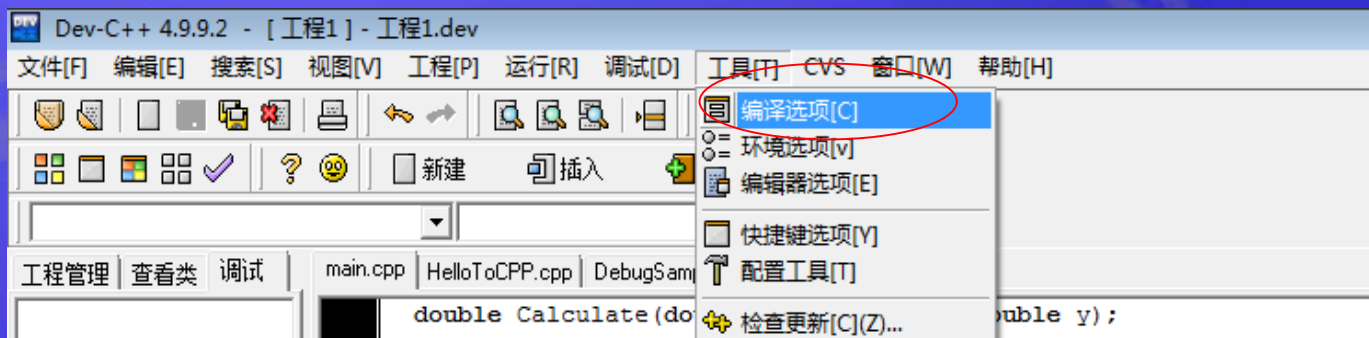 Dev-C++ 4.9.9.2 - [ 工程1 ] - 工程1.dev
文件[F] 编辑[E] 搜索[S] 视图[V] 工程[P] 运行[R] 调试[D] 工具[T] CVS 窗口[W] 帮助[H]
编译选项[C]
环境选项[v]
新建 插入
编辑器选项[E]
快捷键选项[Y]
工程管理 查看类 调试 main.cpp HelloToCPP.cpp DebugSam
配置工具[T]
double Calculate(do uble y);
检查更新[C](Z)...